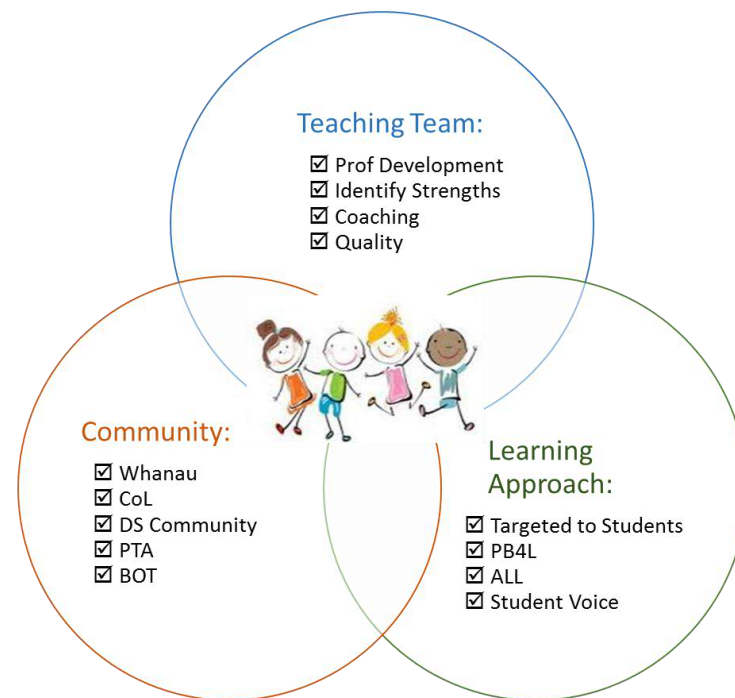 Teaching Team:
☑ Prof Development
☑ Identify Strengths
☑ Coaching
☑ Quality
Community:
☑ Whanau
☑ CoL
☑ DS Community
☑ PTA
☑ BOT
Learning
Approach:
☑ Targeted to Students
☑ PB4L
☑ ALL
☑ Student Voice